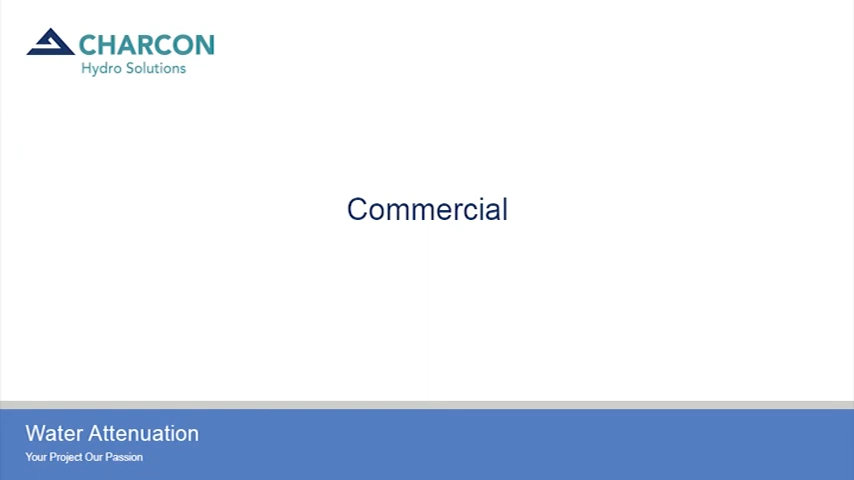 CHARCON
Hydro Solutions
Commercial
Water Attenuation
Your Project Our Passion